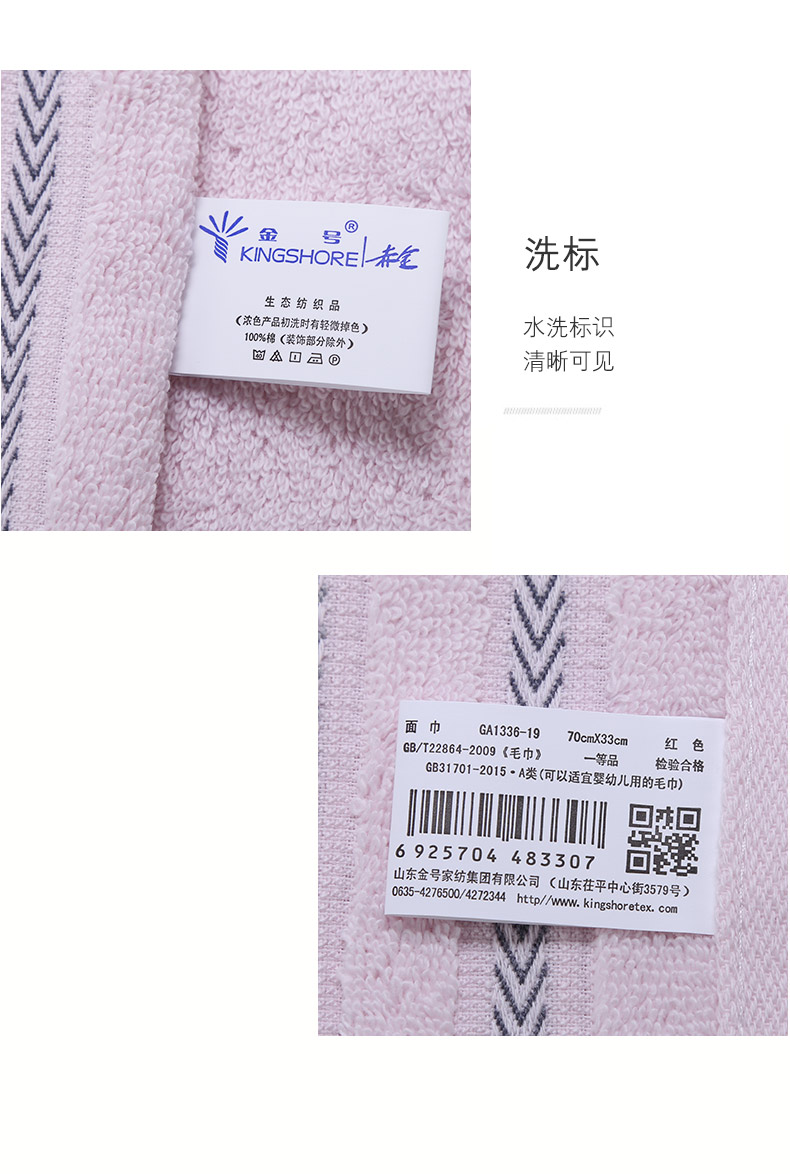 金 号®
KINGSHORE
生态纺织品
(浓色产品初洗时有轻微掉色)
100%棉 (装饰部分除外)
洗标
水洗标识
清晰可见
面 巾 GA1336-19 70cmX33cm 红 色
GB/T22864-2009《毛巾》 一等品 检验合格
GB31701-2015·A类(可以适宜婴幼儿用的毛巾)
6 925704 483307
山东金号家纺集团有限公司 (山东茌平中心街3579号)
0635-4276500/4272344 http//www.kingshoretex.com